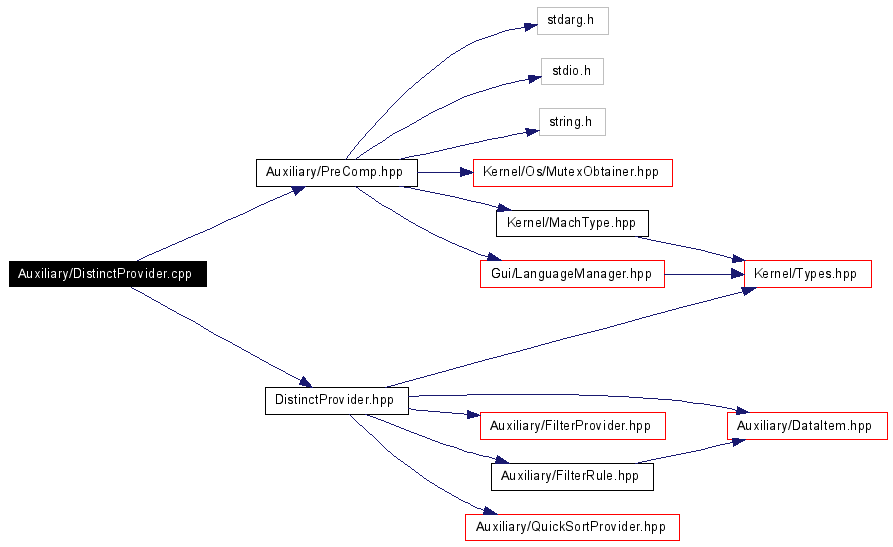 stdarg.h
stdio.h
string.h
Auxiliary/PreComp.hpp
Kernel/Os/MutexObtainer.hpp
Kernel/MachType.hpp
Auxiliary/DistinctProvider.cpp
Gui/LanguageManager.hpp
Kernel/Types.hpp
DistinctProvider.hpp
Auxiliary/FilterProvider.hpp
Auxiliary/DataItem.hpp
Auxiliary/FilterRule.hpp
Auxiliary/QuickSortProvider.hpp